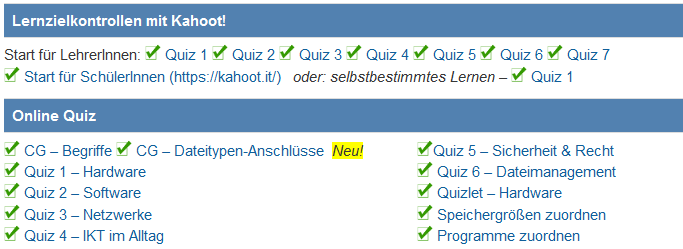 Lernzielkontrollen mit Kahoot!
Start für LehrerInnen: Quiz 1 Quiz 2 Quiz 3 Quiz 4 Quiz 5 Quiz 6 Quiz 7
Start für SchülerInnen (https://kahoot.it/) oder: selbstbestimmtes Lernen – Quiz 1
Online Quiz
CG – Begriffe CG – Dateitypen-Anschlüsse Neu!
Quiz 1 – Hardware
Quiz 2 – Software
Quiz 3 – Netzwerke
Quiz 4 – IKT im Alltag
Quiz 5 – Sicherheit & Recht
Quiz 6 – Dateimanagement
Quizlet – Hardware
Speichergrößen zuordnen
Programme zuordnen